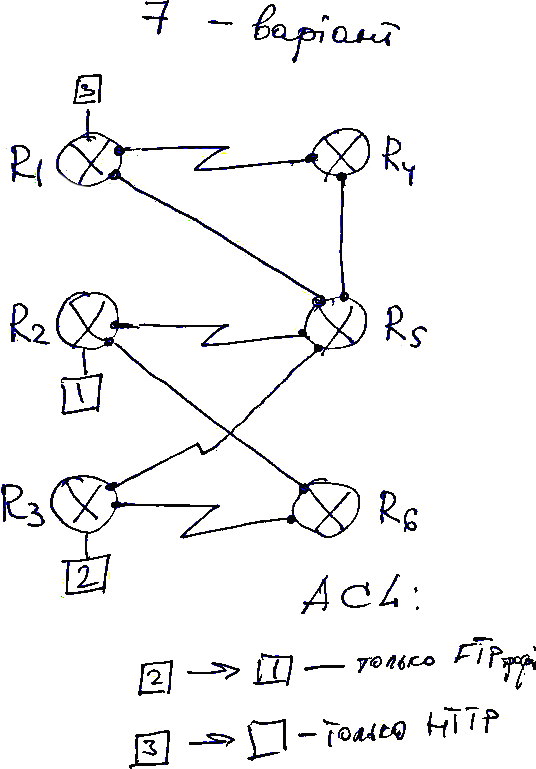 7 - варіант
3
R1 R4
R2 R5
1
R3 R6
2
ACL:
2 → 1 — только FTP
3 → □ - только HTTP